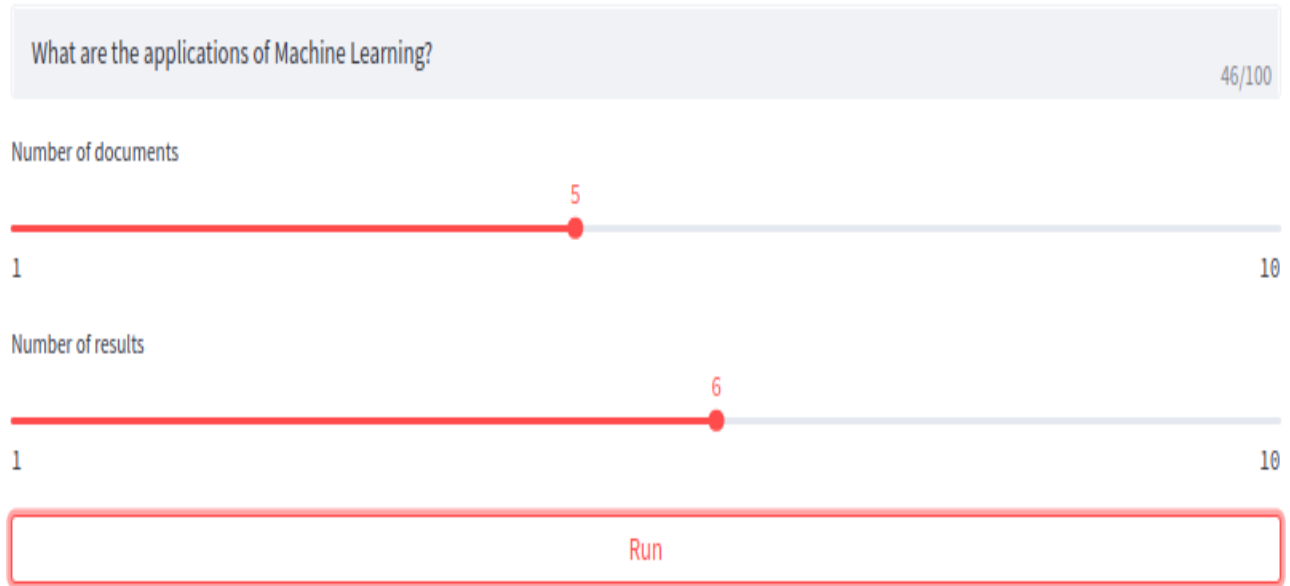 What are the applications of Machine Learning?
46/100
Number of documents
5
1 10
Number of results
6
1 10
Run